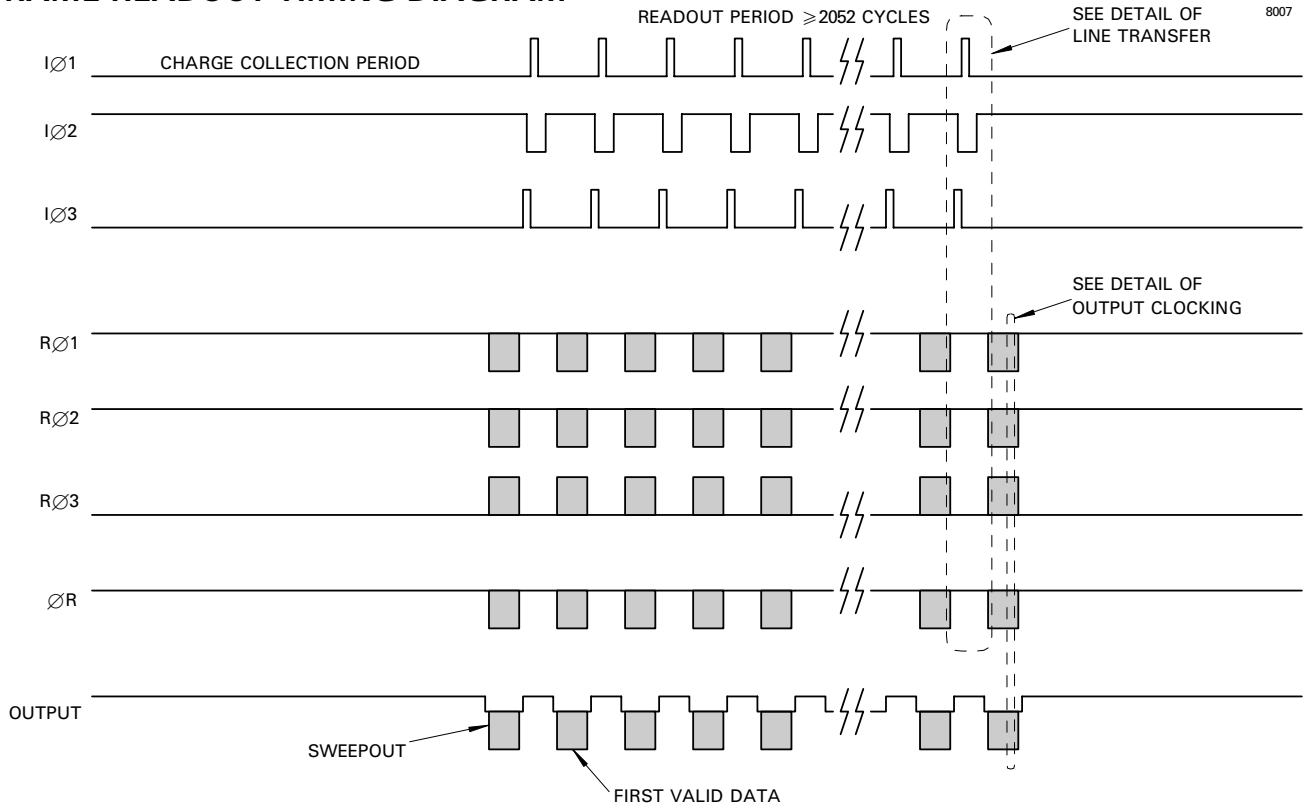 READOUT PERIOD ⩾2052 CYCLES
SEE DETAIL OF
LINE TRANSFER
8007
I∅1
CHARGE COLLECTION PERIOD
I∅2
I∅3
SEE DETAIL OF
OUTPUT CLOCKING
R∅1
R∅2
R∅3
∅R
OUTPUT
SWEEPOUT
FIRST VALID DATA